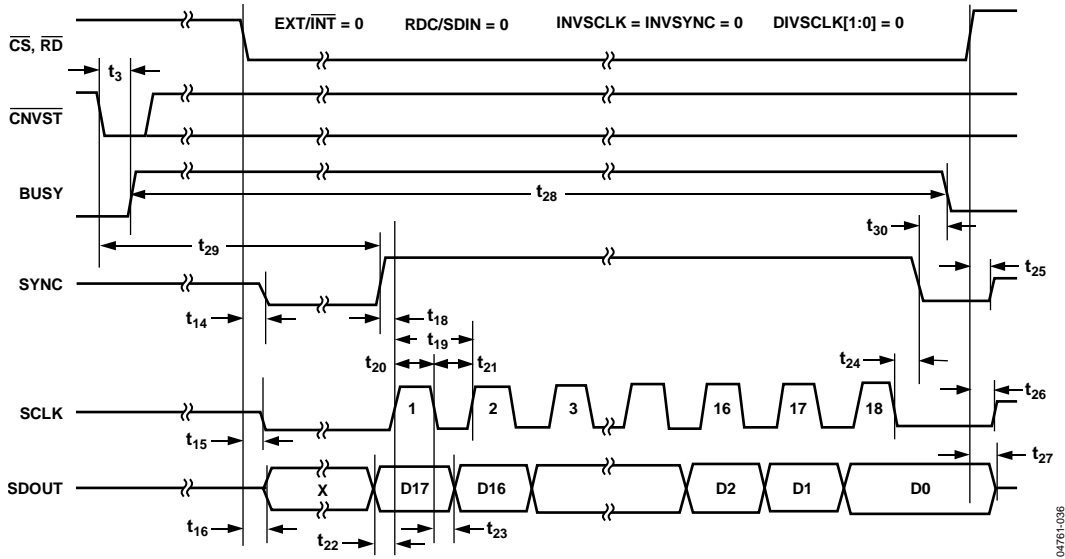 EXT/INT = 0 RDC/SDIN = 0 INVSCLK = INVSYNC = 0 DIVSCLK[1:0] = 0
CS, RD
t3
CNVST
BUSY
t28
t30
t29
SYNC
t25
t14
t18
t19
t20
t21
t24
t26
SCLK
1 2 3 16 17 18
t15
t27
SDOUT
X D17 D16 D2 D1 D0
t16
t22
t23
04761-036